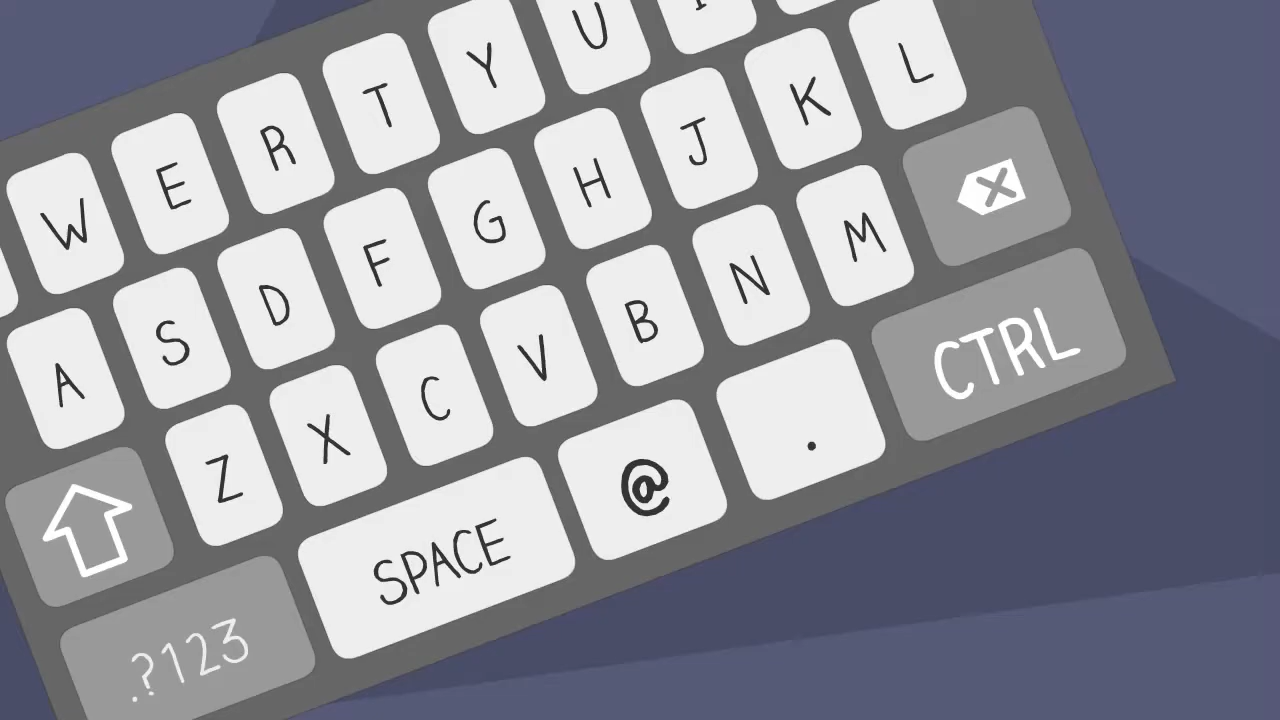 W E R T Y U I
A S D F G H J K L
Z X C V B N M
.?123 SPACE @ . CTRL